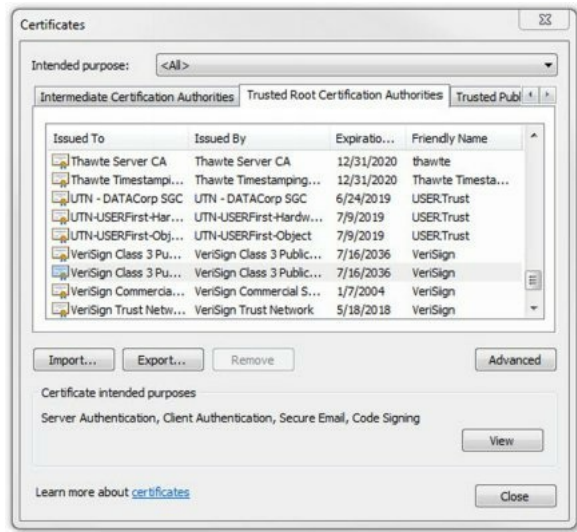 Certificates
Intended purpose: <All>
Intermediate Certification Authorities Trusted Root Certification Authorities Trusted Publ
Issued To Issued By Expiratio... Friendly Name
Thawte Server CA Thawte Server CA 12/31/2020 thawte
Thawte Timestampi... Thawte Timestamping... 12/31/2020 Thawte Timesta...
UTN - DATACorp SGC UTN - DATACorp SGC 6/24/2019 USERTrust
UTN-USERFirst-Har... UTN-USERFirst-Hardw... 7/9/2019 USERTrust
UTN-USERFirst-Obj... UTN-USERFirst-Object 7/9/2019 USERTrust
VeriSign Class 3 Pu... VeriSign Class 3 Public... 7/16/2036 VeriSign
VeriSign Class 3 Pu... VeriSign Class 3 Public... 7/16/2036 VeriSign
VeriSign Commercia... VeriSign Commercial S... 1/7/2004 VeriSign
VeriSign Trust Netw... VeriSign Trust Network 5/18/2018 VeriSign
Import... Export... Remove Advanced
Certificate intended purposes
Server Authentication, Client Authentication, Secure Email, Code Signing
View
Learn more about certificates
Close